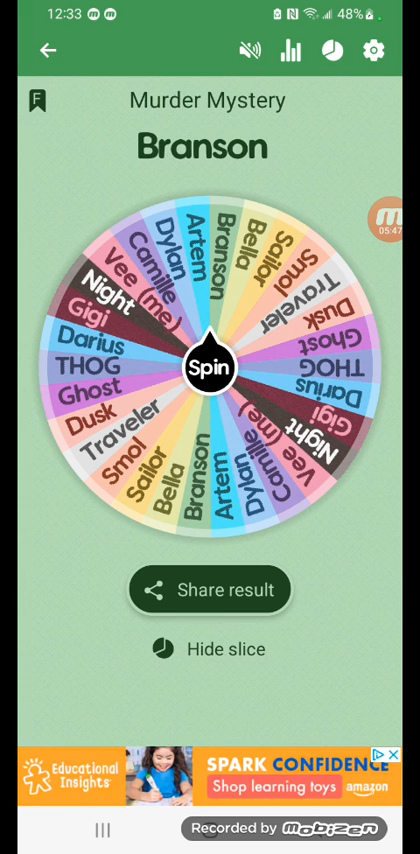 12:33 48%
F Murder Mystery
Branson
Branson
Bella
Sailor
Smol
Traveler
Dusk
Ghost
THOG
Darius
Gigi
Night
Vee (me)
Camille
Dylan
Artem
Branson
Bella
Sailor
Smol
Traveler
Dusk
Ghost
THOG
Darius
Gigi
Night
Vee (me)
Camille
Dylan
Artem
Spin
05:47
Share result
Hide slice
Educational
Insights®
SPARK CONFIDENCE
Shop learning toys amazon
Recorded by mobizen